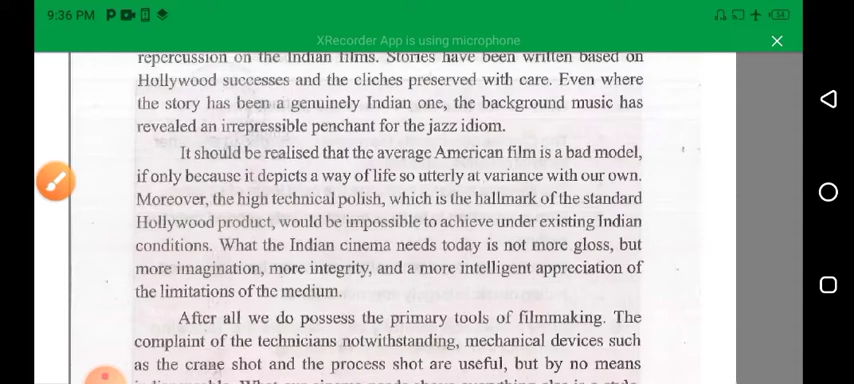 9:36 PM
54
XRecorder App is using microphone
repercussion on the Indian films. Stories have been written based on
Hollywood successes and the cliches preserved with care. Even where
the story has been a genuinely Indian one, the background music has
revealed an irrepressible penchant for the jazz idiom.
It should be realised that the average American film is a bad model,
if only because it depicts a way of life so utterly at variance with our own.
Moreover, the high technical polish, which is the hallmark of the standard
Hollywood product, would be impossible to achieve under existing Indian
conditions. What the Indian cinema needs today is not more gloss, but
more imagination, more integrity, and a more intelligent appreciation of
the limitations of the medium.
After all we do possess the primary tools of filmmaking. The
complaint of the technicians notwithstanding, mechanical devices such
as the crane shot and the process shot are useful, but by no means